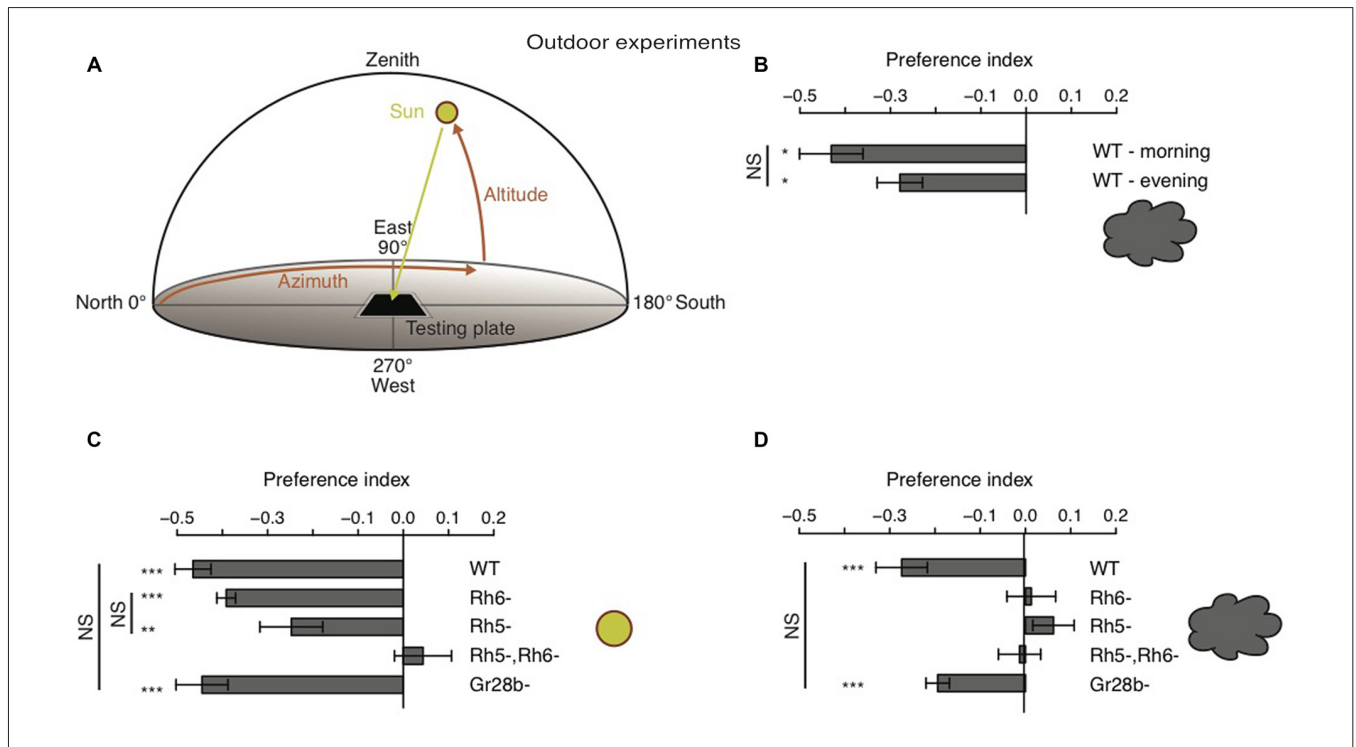 Outdoor experiments
A
Zenith
Sun
Altitude
East
90°
Azimuth
North 0°
180° South
Testing plate
270°
West
B
Preference index
−0.5 −0.3 −0.1 0.0 0.1 0.2
NS
* WT - morning
* WT - evening
C
Preference index
−0.5 −0.3 −0.1 0.0 0.1 0.2
NS
NS
*** WT
*** Rh6-
** Rh5-
Rh5-,Rh6-
*** Gr28b-
D
Preference index
−0.5 −0.3 −0.1 0.0 0.1 0.2
NS
*** WT
Rh6-
Rh5-
Rh5-,Rh6-
*** Gr28b-